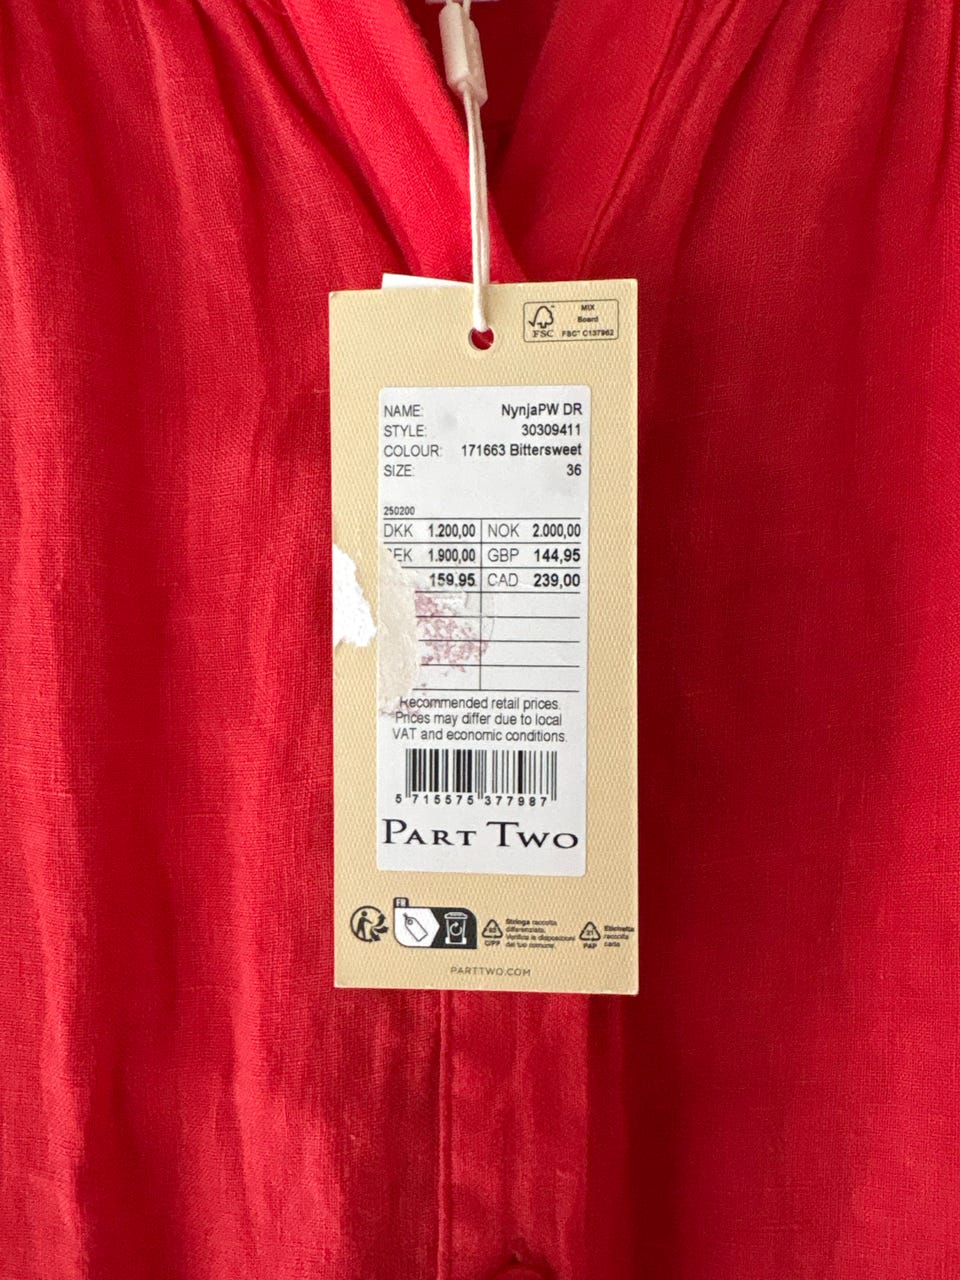 MIX
Board
FSC
FSC® C137962
NAME: NynjaPW DR
STYLE: 30309411
COLOUR: 171663 Bittersweet
SIZE: 36
250200
DKK 1.200,00 NOK 2.000,00
EK 1.900,00 GBP 144,95
159,95 CAD 239,00
Recommended retail prices.
Prices may differ due to local
VAT and economic conditions.
5 715575 377987
PART TWO
FR
Stringa raccolta
differenziata.
Verifica le disposizioni
del tuo comune.
C/PP
Etichetta
raccolta
carta
21
PAP
PARTTWO.COM